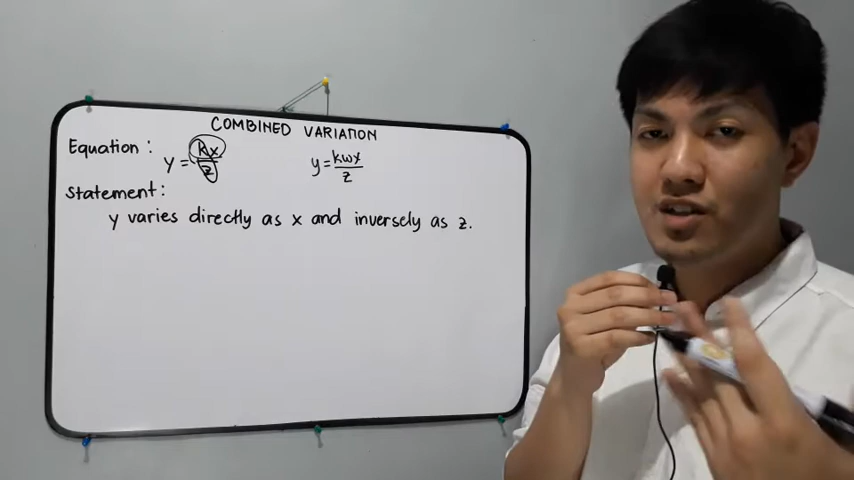 COMBINED VARIATION
Equation : y = kx/z y = kwx/z
Statement :
y varies directly as x and inversely as z.